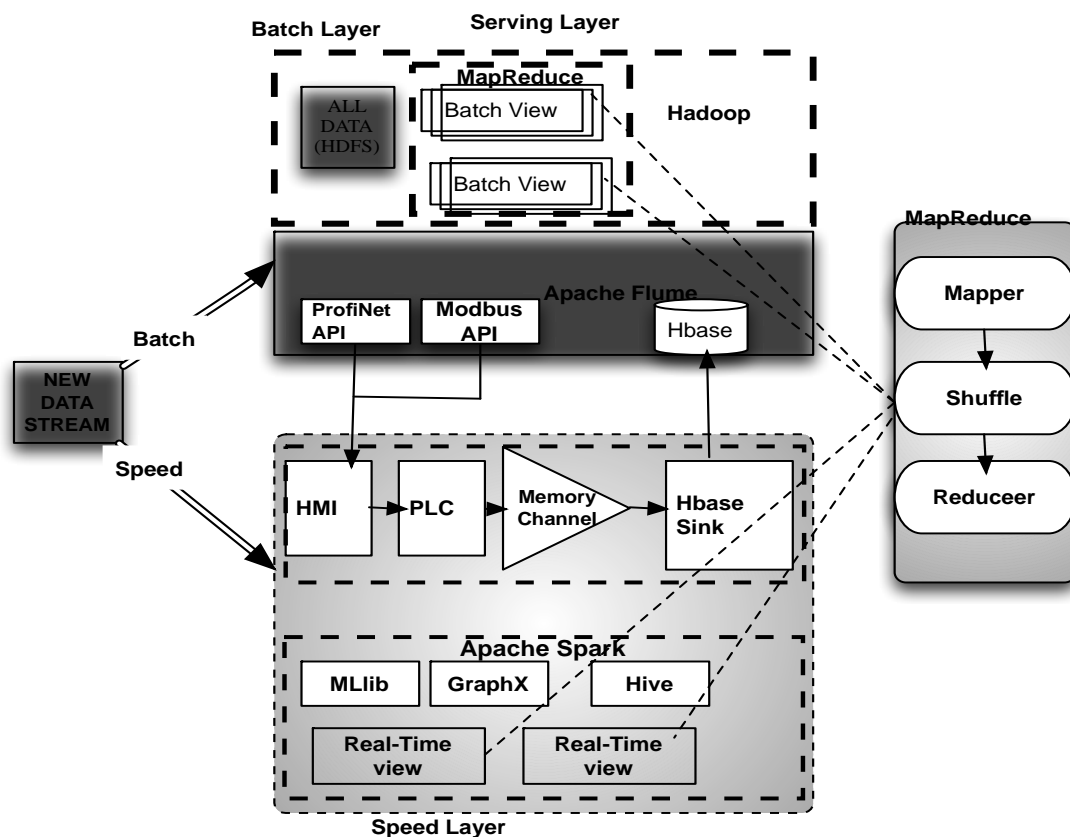 Serving Layer
Batch Layer
MapReduce
Batch View
ALL
DATA
(HDFS)
Hadoop
Batch View
MapReduce
Mapper
Shuffle
Reduceer
Apache Flume
ProfiNet
API
Modbus
API
Hbase
Batch
NEW
DATA
STREAM
Speed
HMI
PLC
Memory
Channel
Hbase
Sink
Apache Spark
MLlib
GraphX
Hive
Real-Time
view
Real-Time
view
Speed Layer